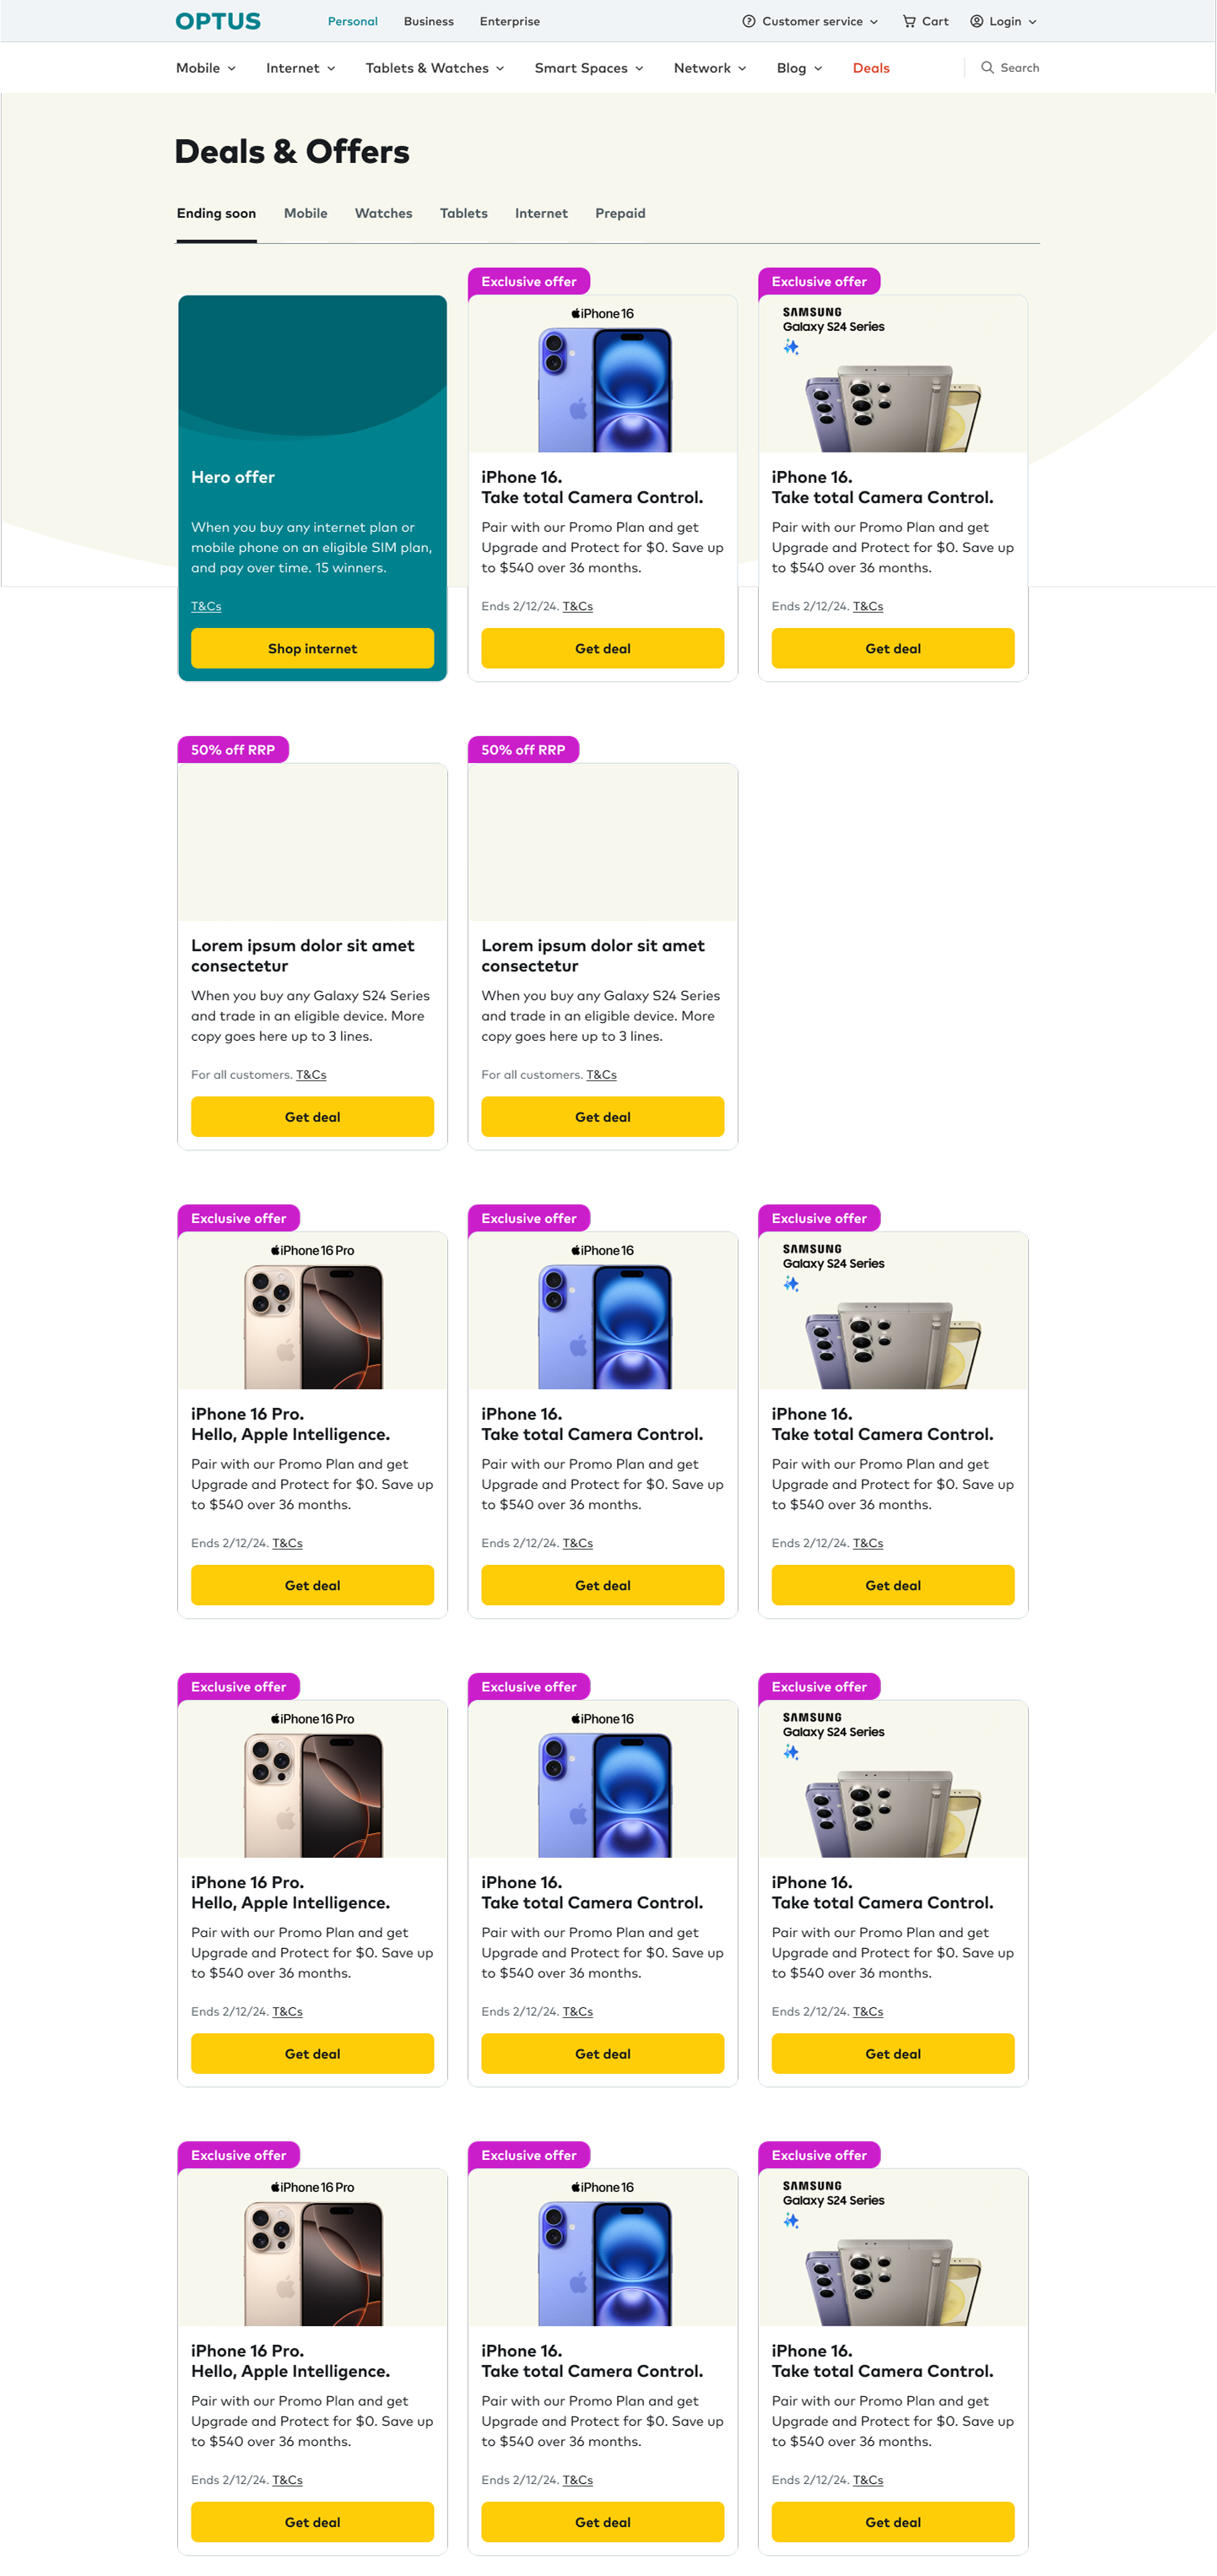 OPTUS
Personal
Business
Enterprise
Customer service
Cart
Login
Mobile
Internet
Tablets & Watches
Smart Spaces
Network
Blog
Deals
Search
Deals & Offers
Ending soon
Mobile
Watches
Tablets
Internet
Prepaid
Hero offer
When you buy any internet plan or
mobile phone on an eligible SIM plan,
and pay over time. 15 winners.
T&Cs
Shop internet
Exclusive offer
iPhone 16
iPhone 16.
Take total Camera Control.
Pair with our Promo Plan and get
Upgrade and Protect for $0. Save up
to $540 over 36 months.
Ends 2/12/24. T&Cs
Get deal
Exclusive offer
SAMSUNG
Galaxy S24 Series
iPhone 16.
Take total Camera Control.
Pair with our Promo Plan and get
Upgrade and Protect for $0. Save up
to $540 over 36 months.
Ends 2/12/24. T&Cs
Get deal
50% off RRP
Lorem ipsum dolor sit amet
consectetur
When you buy any Galaxy S24 Series
and trade in an eligible device. More
copy goes here up to 3 lines.
For all customers. T&Cs
Get deal
50% off RRP
Lorem ipsum dolor sit amet
consectetur
When you buy any Galaxy S24 Series
and trade in an eligible device. More
copy goes here up to 3 lines.
For all customers. T&Cs
Get deal
Exclusive offer
iPhone 16 Pro
iPhone 16 Pro.
Hello, Apple Intelligence.
Pair with our Promo Plan and get
Upgrade and Protect for $0. Save up
to $540 over 36 months.
Ends 2/12/24. T&Cs
Get deal
Exclusive offer
iPhone 16
iPhone 16.
Take total Camera Control.
Pair with our Promo Plan and get
Upgrade and Protect for $0. Save up
to $540 over 36 months.
Ends 2/12/24. T&Cs
Get deal
Exclusive offer
SAMSUNG
Galaxy S24 Series
iPhone 16.
Take total Camera Control.
Pair with our Promo Plan and get
Upgrade and Protect for $0. Save up
to $540 over 36 months.
Ends 2/12/24. T&Cs
Get deal
Exclusive offer
iPhone 16 Pro
iPhone 16 Pro.
Hello, Apple Intelligence.
Pair with our Promo Plan and get
Upgrade and Protect for $0. Save up
to $540 over 36 months.
Ends 2/12/24. T&Cs
Get deal
Exclusive offer
iPhone 16
iPhone 16.
Take total Camera Control.
Pair with our Promo Plan and get
Upgrade and Protect for $0. Save up
to $540 over 36 months.
Ends 2/12/24. T&Cs
Get deal
Exclusive offer
SAMSUNG
Galaxy S24 Series
iPhone 16.
Take total Camera Control.
Pair with our Promo Plan and get
Upgrade and Protect for $0. Save up
to $540 over 36 months.
Ends 2/12/24. T&Cs
Get deal
Exclusive offer
iPhone 16 Pro
iPhone 16 Pro.
Hello, Apple Intelligence.
Pair with our Promo Plan and get
Upgrade and Protect for $0. Save up
to $540 over 36 months.
Ends 2/12/24. T&Cs
Get deal
Exclusive offer
iPhone 16
iPhone 16.
Take total Camera Control.
Pair with our Promo Plan and get
Upgrade and Protect for $0. Save up
to $540 over 36 months.
Ends 2/12/24. T&Cs
Get deal
Exclusive offer
SAMSUNG
Galaxy S24 Series
iPhone 16.
Take total Camera Control.
Pair with our Promo Plan and get
Upgrade and Protect for $0. Save up
to $540 over 36 months.
Ends 2/12/24. T&Cs
Get deal